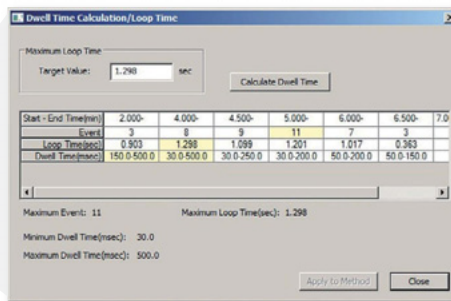 Dwell Time Calculation/Loop Time
Maximum Loop Time
Target Value: 1.298 sec
Calculate Dwell Time
Start - End Time(min) 2.000- 4.000- 4.500- 5.000- 6.000- 6.500- 7.0
Event 3 8 9 11 7 3
Loop Time(sec) 0.903 1.298 1.099 1.201 1.017 0.363
Dwell Time(msec) 150.0-500.0 30.0-500.0 30.0-250.0 30.0-200.0 50.0-200.0 50.0-150.0
Maximum Event: 11 Maximum Loop Time(sec): 1.298
Minimum Dwell Time(msec): 30.0
Maximum Dwell Time(msec): 500.0
Apply to Method Close